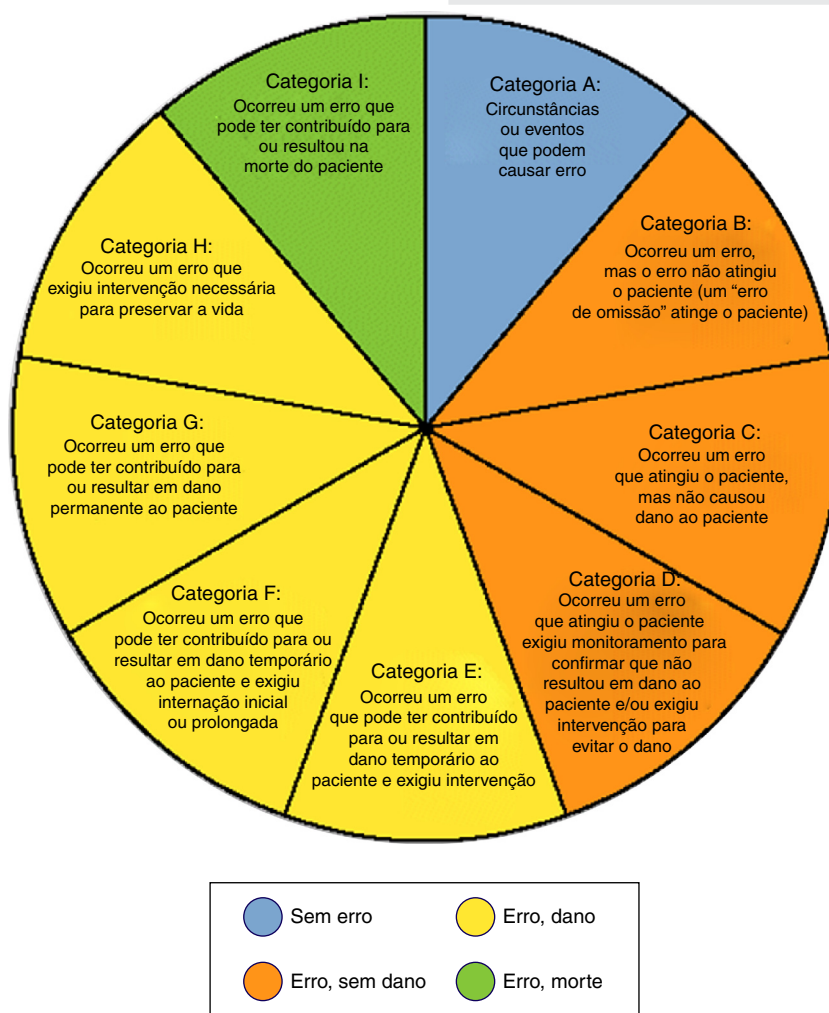 Categoria A:
Circunstâncias
ou eventos
que podem
causar erro
Categoria B:
Ocorreu um erro,
mas o erro não atingiu
o paciente (um “erro
de omissão” atinge o paciente)
Categoria C:
Ocorreu um erro
que atingiu o paciente,
mas não causou
dano ao paciente
Categoria D:
Ocorreu um erro
que atingiu o paciente
exigiu monitoramento para
confirmar que não
resultou em dano ao
paciente e/ou exigiu
intervenção para
evitar o dano
Categoria E:
Ocorreu um erro
que pode ter contribuído
para ou resultar em
dano temporário ao
paciente e exigiu intervenção
Categoria F:
Ocorreu um erro que
pode ter contribuído para ou
resultar em dano temporário
ao paciente e exigiu
internação inicial
ou prolongada
Categoria G:
Ocorreu um erro que
pode ter contribuído para
ou resultar em dano
permanente ao paciente
Categoria H:
Ocorreu um erro que
exigiu intervenção necessária
para preservar a vida
Categoria I:
Ocorreu um erro que
pode ter contribuído para
ou resultou na
morte do paciente
Sem erro
Erro, dano
Erro, sem dano
Erro, morte